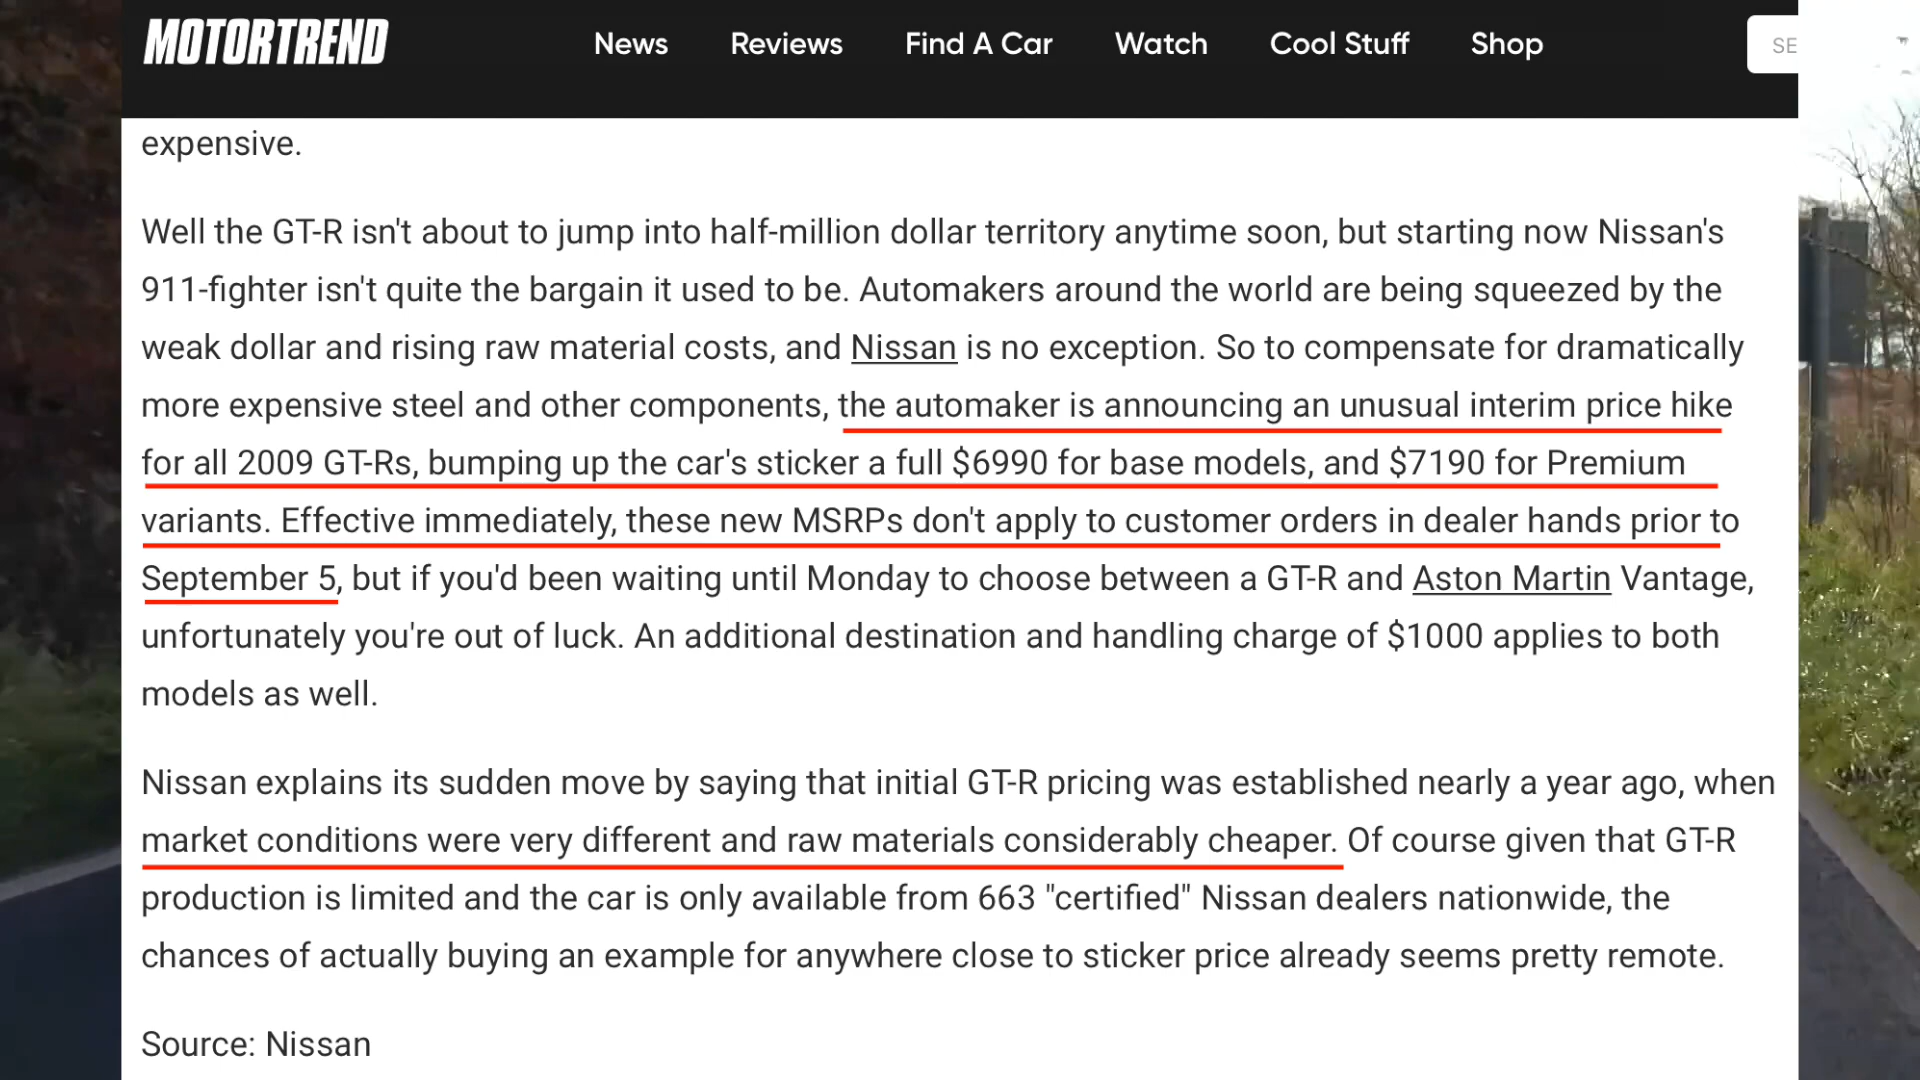 MOTORTREND News Reviews Find A Car Watch Cool Stuff Shop SE
expensive.
Well the GT-R isn't about to jump into half-million dollar territory anytime soon, but starting now Nissan's
911-fighter isn't quite the bargain it used to be. Automakers around the world are being squeezed by the
weak dollar and rising raw material costs, and Nissan is no exception. So to compensate for dramatically
more expensive steel and other components, the automaker is announcing an unusual interim price hike
for all 2009 GT-Rs, bumping up the car's sticker a full $6990 for base models, and $7190 for Premium
variants. Effective immediately, these new MSRPs don't apply to customer orders in dealer hands prior to
September 5, but if you'd been waiting until Monday to choose between a GT-R and Aston Martin Vantage,
unfortunately you're out of luck. An additional destination and handling charge of $1000 applies to both
models as well.
Nissan explains its sudden move by saying that initial GT-R pricing was established nearly a year ago, when
market conditions were very different and raw materials considerably cheaper. Of course given that GT-R
production is limited and the car is only available from 663 "certified" Nissan dealers nationwide, the
chances of actually buying an example for anywhere close to sticker price already seems pretty remote.
Source: Nissan